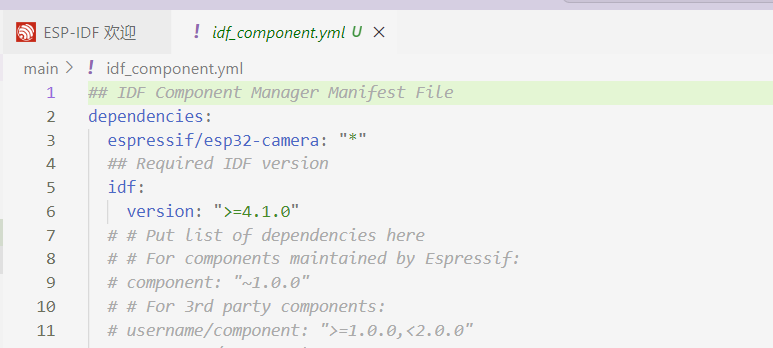 ESP-IDF 欢迎
! idf_component.yml U ×
main > ! idf_component.yml
1 ## IDF Component Manager Manifest File
2 dependencies:
3 espressif/esp32-camera: "*"
4 ## Required IDF version
5 idf:
6 version: ">=4.1.0"
7 # # Put list of dependencies here
8 # # For components maintained by Espressif:
9 # component: "~1.0.0"
10 # # For 3rd party components:
11 # username/component: ">=1.0.0,<2.0.0"